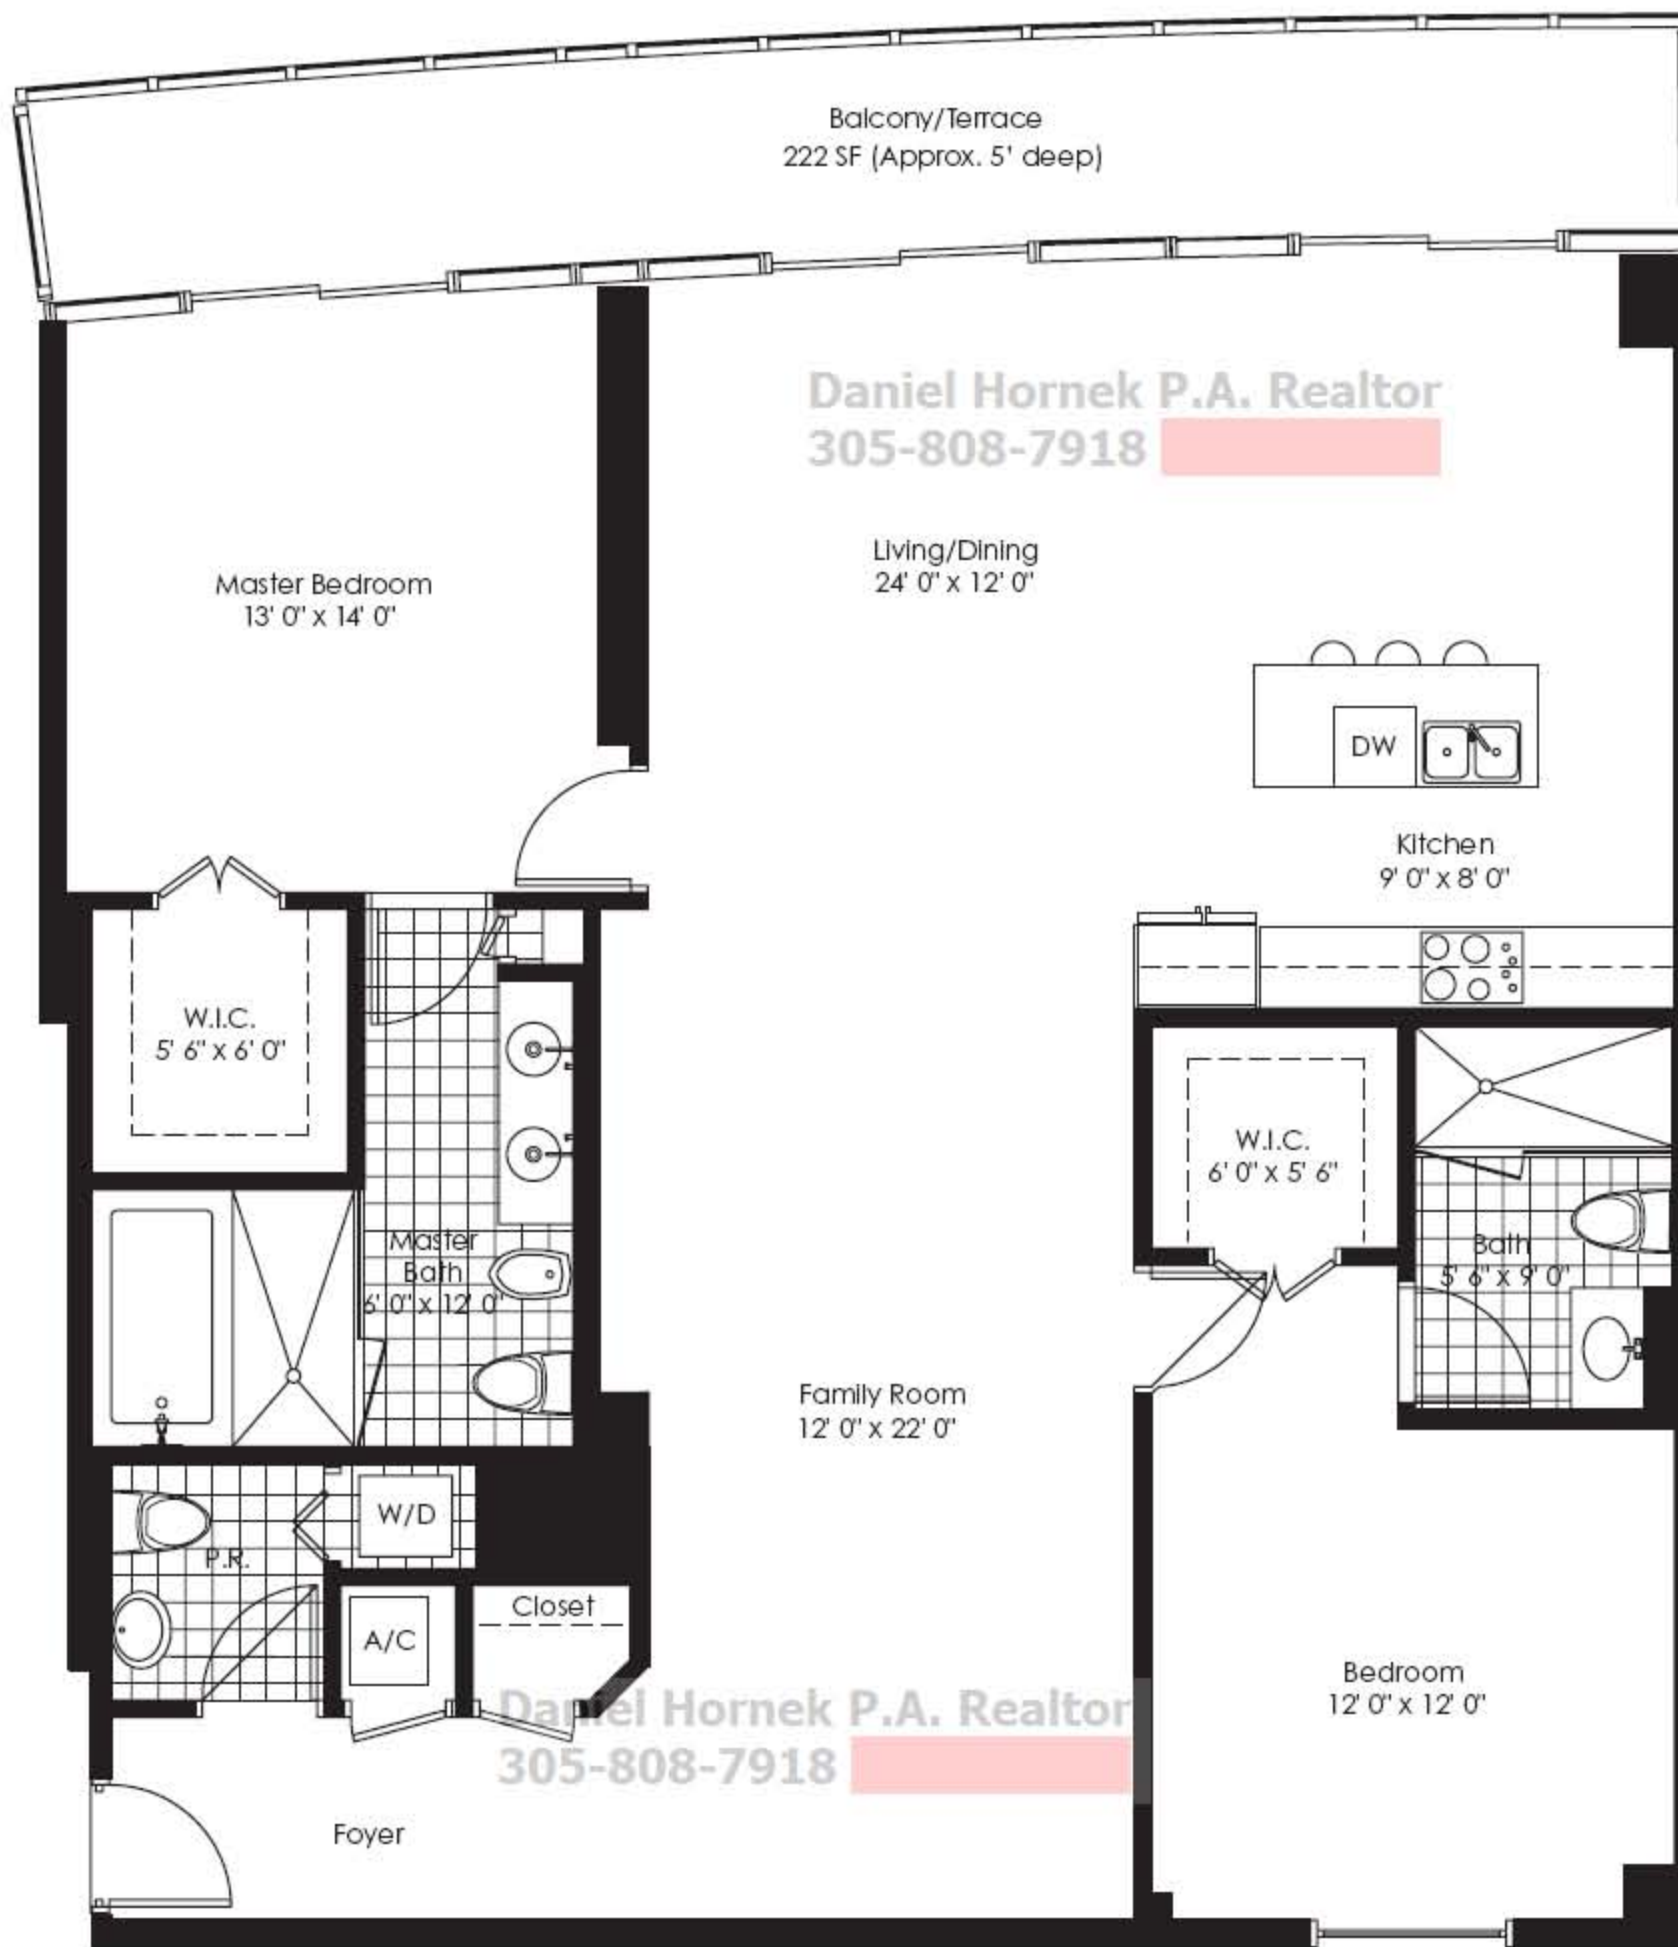 Balcony/Terrace
222 SF (Approx. 5' deep)
Daniel Hornek P.A. Realtor
305-808-7918
Living/Dining
24' 0" x 12' 0"
Master Bedroom
13' 0" x 14' 0"
DW
Kitchen
9' 0" x 8' 0"
W.I.C.
5' 6" x 6' 0"
W.I.C.
6' 0" x 5' 6"
Master
Bath
6' 0" x 12' 0"
Bath
5' 6" x 9' 0"
Family Room
12' 0" x 22' 0"
W/D
P.R.
Closet
A/C
Bedroom
12' 0" x 12' 0"
Daniel Hornek P.A. Realtor
305-808-7918
Foyer